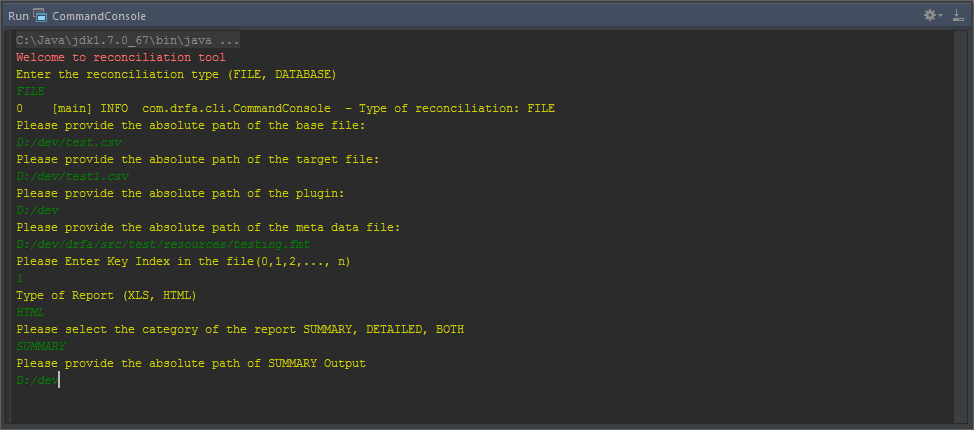 Run CommandConsole
C:\Java\jdk1.7.0_67\bin\java ...
Welcome to reconciliation tool
Enter the reconciliation type (FILE, DATABASE)
FILE
0    [main] INFO  com.drfa.cli.CommandConsole  - Type of reconciliation: FILE
Please provide the absolute path of the base file:
D:/dev/test.csv
Please provide the absolute path of the target file:
D:/dev/test1.csv
Please provide the absolute path of the plugin:
D:/dev
Please provide the absolute path of the meta data file:
D:/dev/drfa/src/test/resources/testing.fmt
Please Enter Key Index in the file(0,1,2,..., n)
1
Type of Report (XLS, HTML)
HTML
Please select the category of the report SUMMARY, DETAILED, BOTH
SUMMARY
Please provide the absolute path of SUMMARY Output
D:/dev